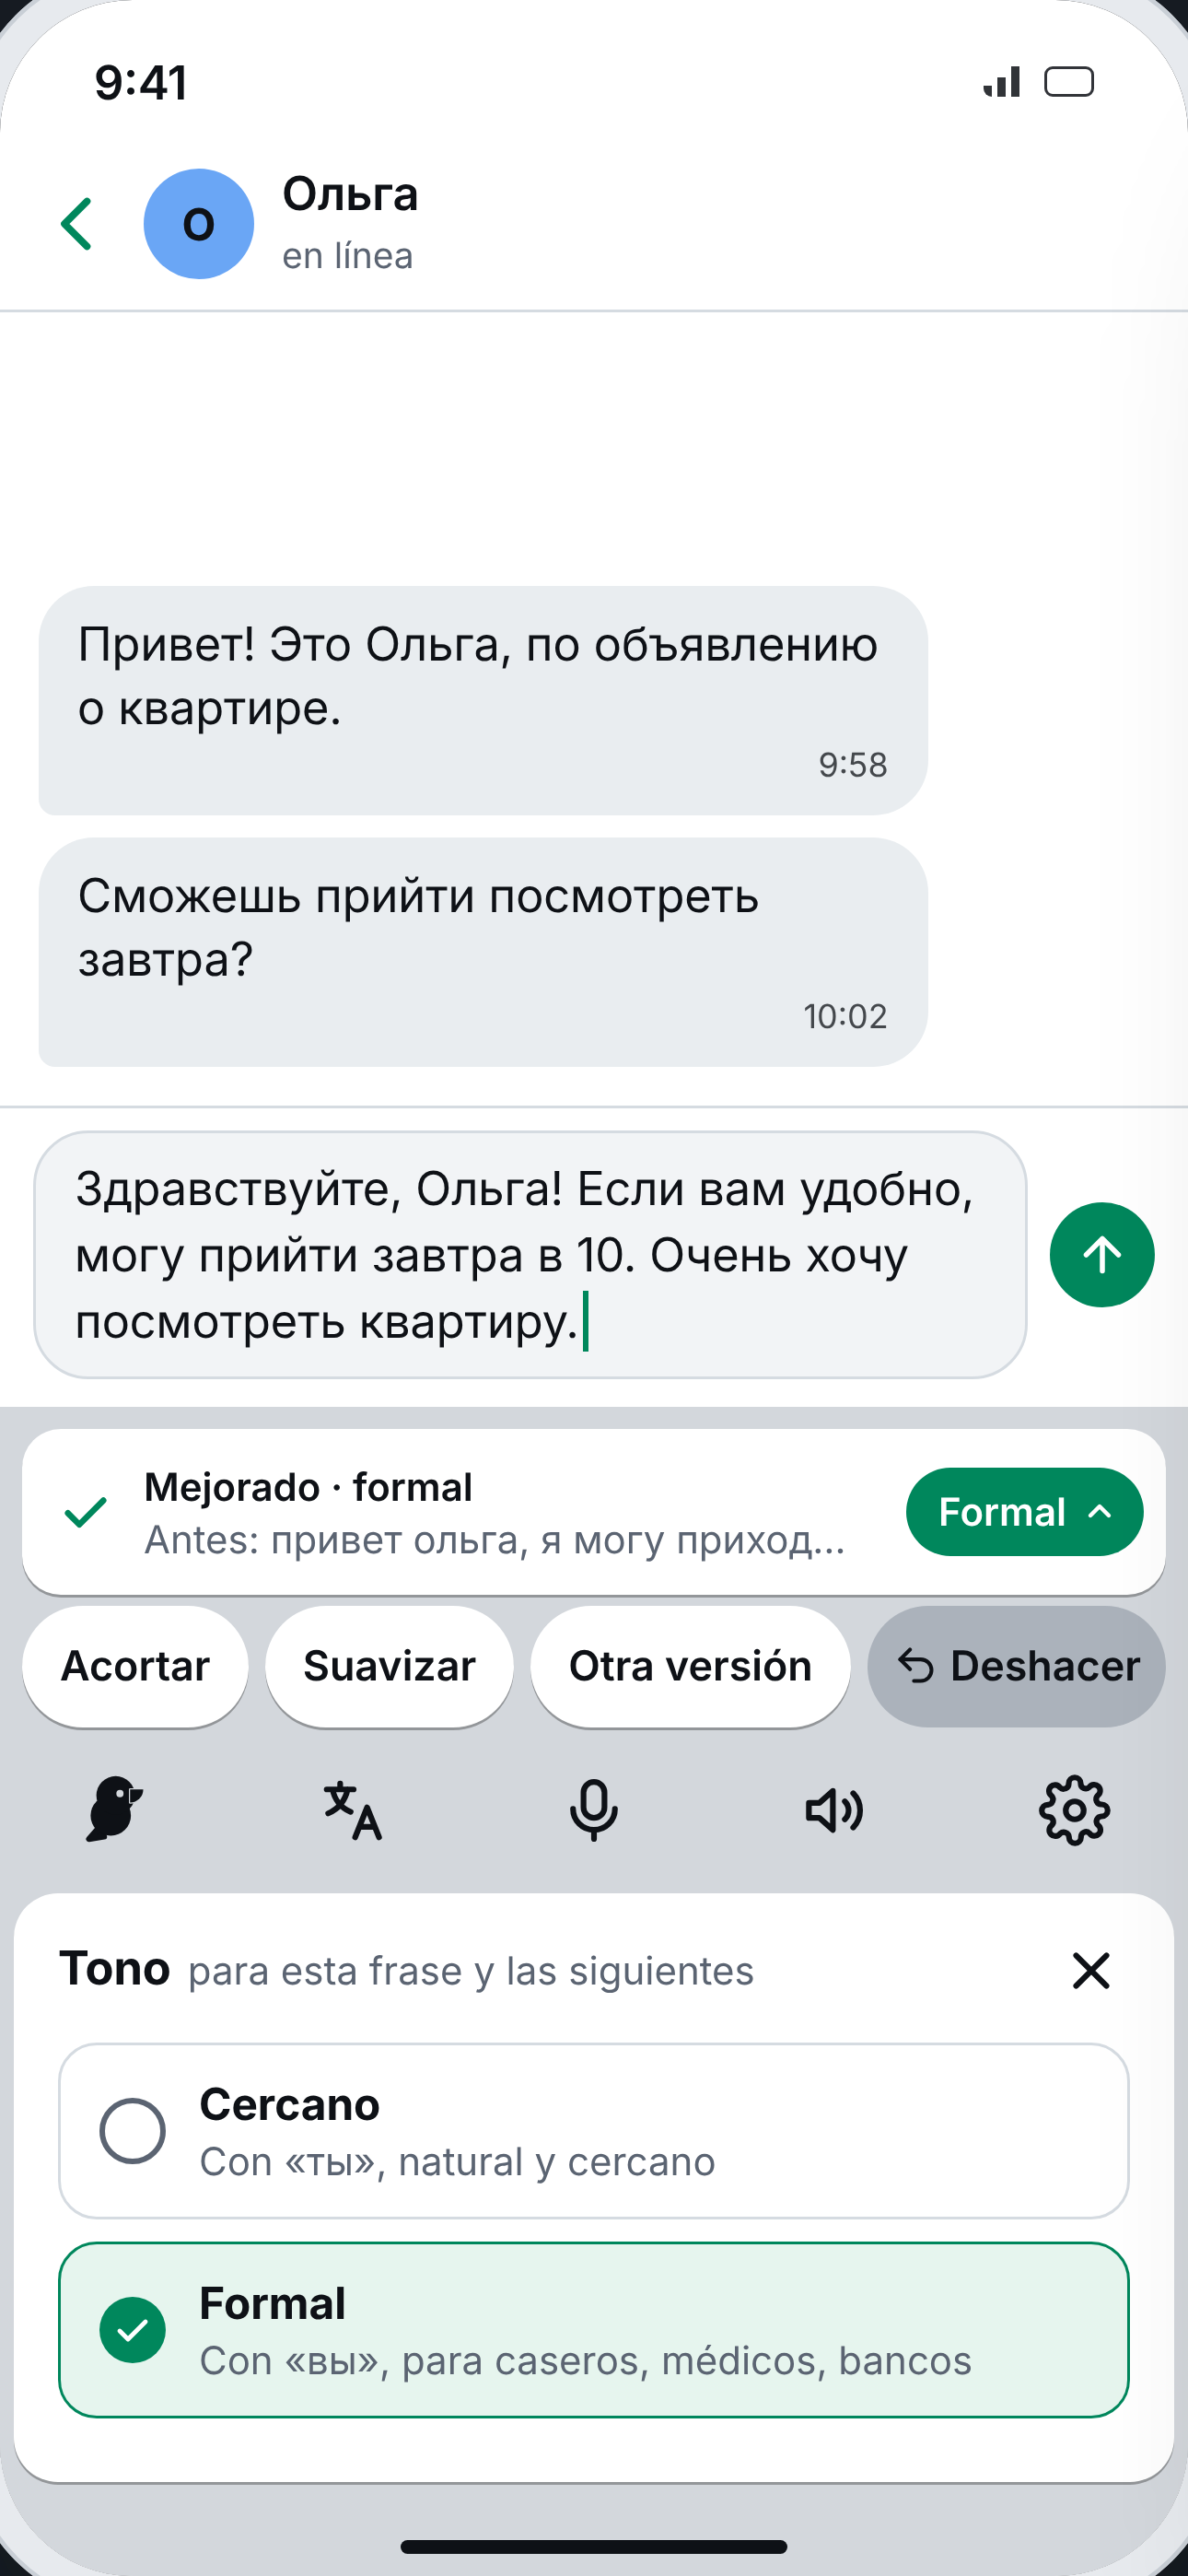 9:41
О
Ольга
en línea
Привет! Это Ольга, по объявлению
о квартире.
9:58
Сможешь прийти посмотреть
завтра?
10:02
Здравствуйте, Ольга! Если вам удобно,
могу прийти завтра в 10. Очень хочу
посмотреть квартиру.
Mejorado · formal
Antes: привет ольга, я могу приход...
Formal
Acortar
Suavizar
Otra versión
Deshacer
Tono para esta frase y las siguientes
Cercano
Con «ты», natural y cercano
Formal
Con «вы», para caseros, médicos, bancos